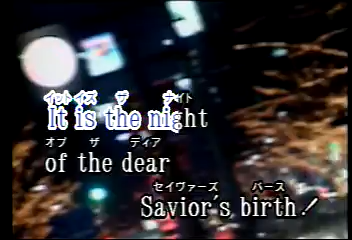 イットイズ ザ ナイト
It is the night
オブ ザ ディア
of the dear
セイヴァーズ バース
Savior's birth!